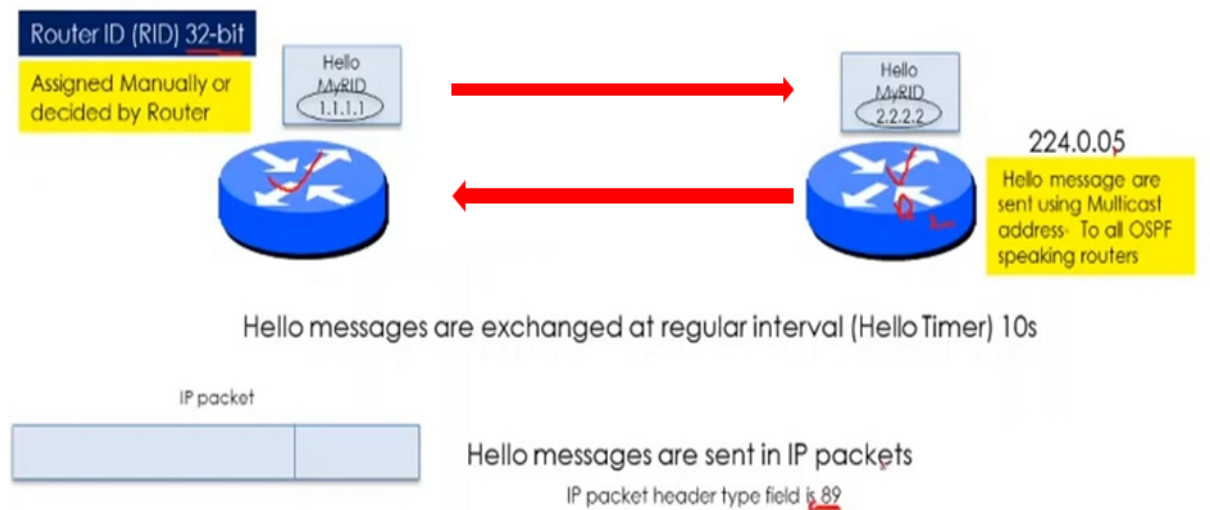 Router ID (RID) 32-bit
Assigned Manually or
decided by Router
Hello
MyRID
1.1.1.1
Hello
MyRID
2.2.2.2
224.0.05
Hello message are
sent using Multicast
address- To all OSPF
speaking routers
Hello messages are exchanged at regular interval (Hello Timer) 10s
IP packet
Hello messages are sent in IP packets
IP packet header type field is 89